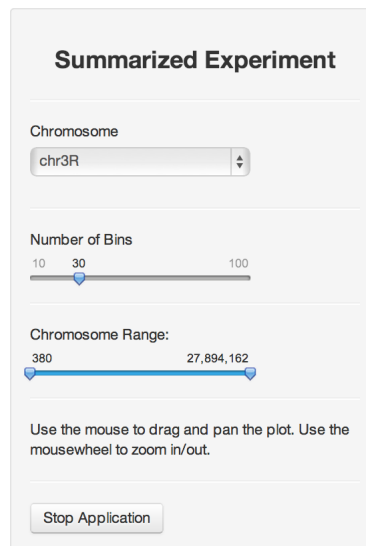 Summarized Experiment
Chromosome
chr3R
Number of Bins
10 30 100
Chromosome Range:
380 27,894,162
Use the mouse to drag and pan the plot. Use the
mousewheel to zoom in/out.
Stop Application